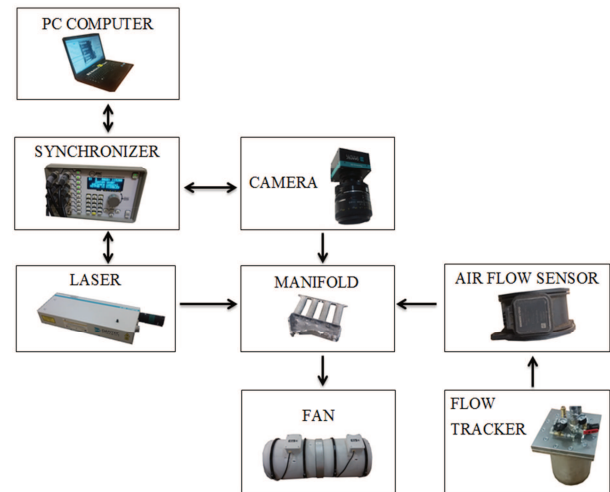 PC COMPUTER
SYNCHRONIZER
CAMERA
LASER
MANIFOLD
AIR FLOW SENSOR
FAN
FLOW
TRACKER